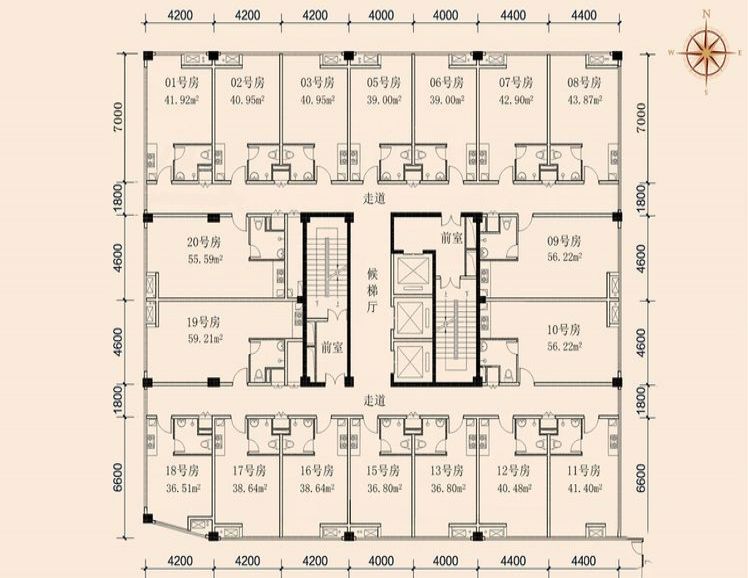 4200 4200 4200 4000 4000 4400 4400
N
W E
S
01号房 02号房 03号房 05号房 06号房 07号房 08号房
41.92m² 40.95m² 40.95m² 39.00m² 39.00m² 42.90m² 43.87m²
7000 7000
走道
1800 1800
前室
20号房 09号房
55.59m² 56.22m²
4600 4600
候梯厅
19号房 10号房
59.21m² 56.22m²
4600 4600
前室
走道
1800 1800
18号房 17号房 16号房 15号房 13号房 12号房 11号房
36.51m² 38.64m² 38.64m² 36.80m² 36.80m² 40.48m² 41.40m²
6600 6600
4200 4200 4200 4000 4000 4400 4400